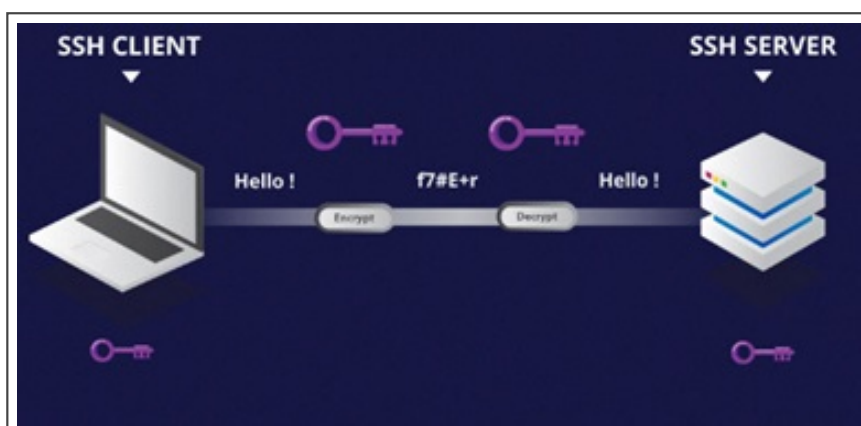 SSH CLIENT
SSH SERVER
Hello !
f7#E+r
Hello !
Encrypt
Decrypt